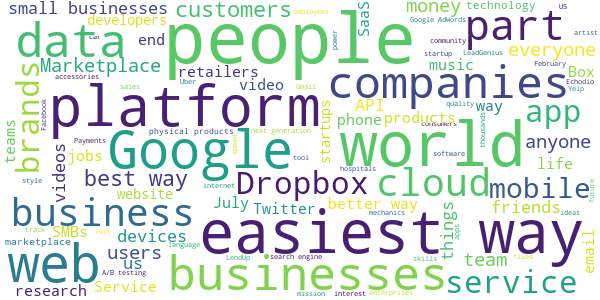 small businesses
customers
SaaS
money
technology
US
developers
car
end
employees
power
Google AdWords
artist
data
people
part
community
LeadGenius
everyone
Marketplace
retailers
music
startup
February
Box
Echodio
Yelp
accessories
Uber
video
Gmail
companies
brands
sales
API
way
quality
thousands
app
platform
Facebook
phone
products
startups
Payments
physical products
next generation
consumers
anyone
teams
jobs
videos
Google
tool
world
software
hospitals
life
style
best way
internet
Dropbox
cloud
mobile
future
website
July
Twitter
better way
mechanics
friends
ideas
business
things
track
SMBs
devices
language
easiest
way
apps
email
marketplace
users
us
web
A/B testing
LendUp
search engine
skills
team
files
research
Service
businesses
mission
interest
enterprises
service